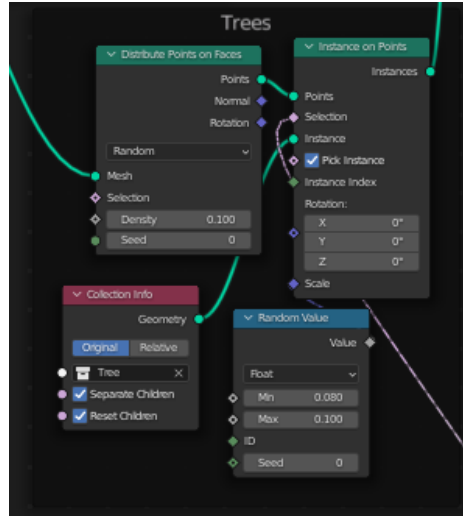 Trees
Distribute Points on Faces
Points
Normal
Rotation
Random
Mesh
Selection
Density 0.100
Seed 0
Instance on Points
Instances
Points
Selection
Instance
Pick Instance
Instance Index
Rotation:
X 0°
Y 0°
Z 0°
Scale
Collection Info
Geometry
Original Relative
Tree
Separate Children
Reset Children
Random Value
Value
Float
Min 0.080
Max 0.100
ID
Seed 0